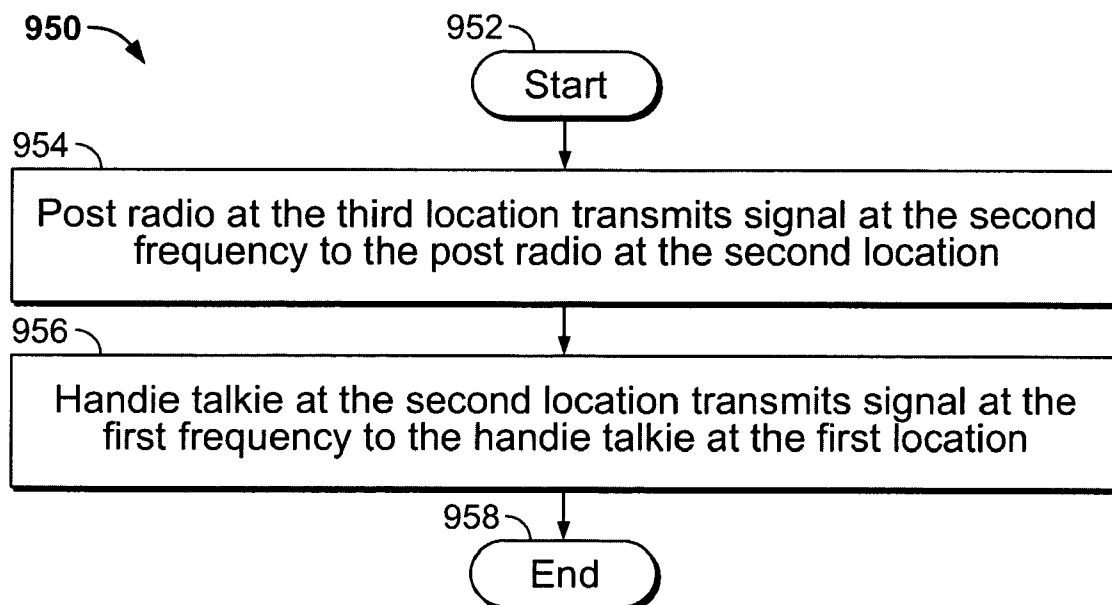 950
952
Start
954
Post radio at the third location transmits signal at the second
frequency to the post radio at the second location
956
Handie talkie at the second location transmits signal at the
first frequency to the handie talkie at the first location
958
End